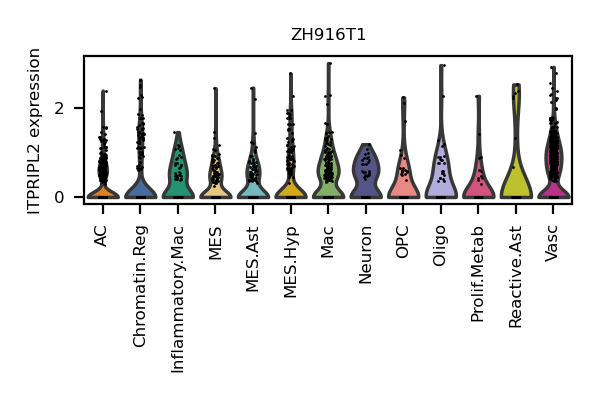 ZH916T1
ITPRIPL2 expression
2
0
AC
Chromatin.Reg
Inflammatory.Mac
MES
MES.Ast
MES.Hyp
Mac
Neuron
OPC
Oligo
Prolif.Metab
Reactive.Ast
Vasc